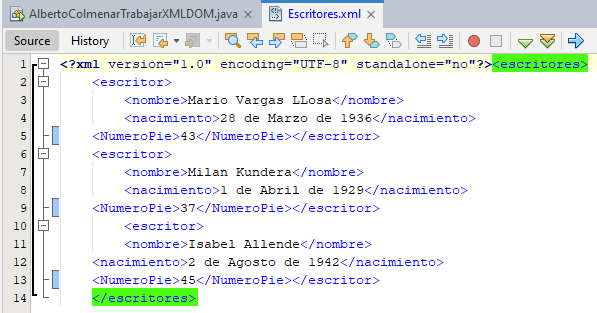 AlbertoColmenarTrabajarXMLDOM.java
Escritores.xml
Source
History
1 <?xml version="1.0" encoding="UTF-8" standalone="no"?><escritores>
2 <escritor>
3 <nombre>Mario Vargas LLosa</nombre>
4 <nacimiento>28 de Marzo de 1936</nacimiento>
5 <NumeroPie>43</NumeroPie></escritor>
6 <escritor>
7 <nombre>Milan Kundera</nombre>
8 <nacimiento>1 de Abril de 1929</nacimiento>
9 <NumeroPie>37</NumeroPie></escritor>
10 <escritor>
11 <nombre>Isabel Allende</nombre>
12 <nacimiento>2 de Agosto de 1942</nacimiento>
13 <NumeroPie>45</NumeroPie></escritor>
14 </escritores>